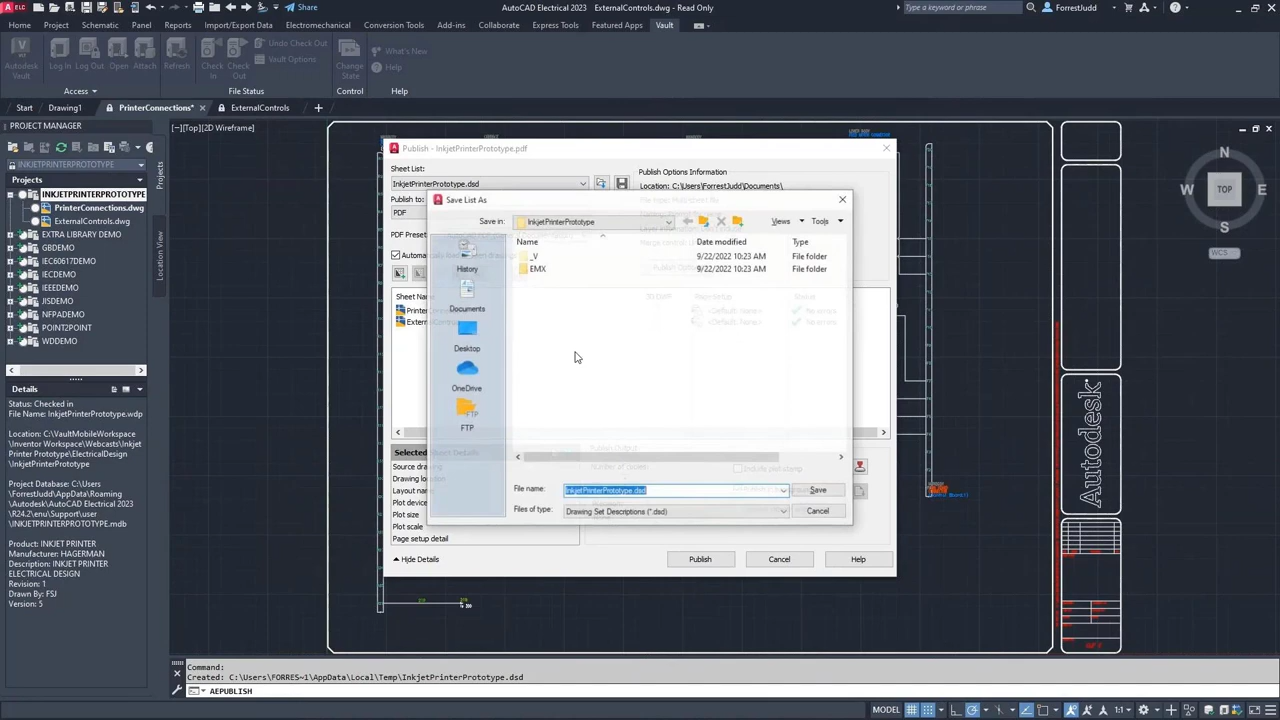 Share
AutoCAD Electrical 2023 ExternalControls.dwg - Read Only
Type a keyword or phrase
ForrestJudd
Home Project Schematic Panel Reports Import/Export Data Electromechanical Conversion Tools Add-ins Collaborate Express Tools Featured Apps Vault
Autodesk Vault
Log In
Log Out
Open
Attach
Refresh
Check In
Check Out
Undo Check Out
Vault Options
Change State
What's New
Help
Access
File Status
Control
Help
Start Drawing1 PrinterConnections* ExternalControls
PROJECT MANAGER
[−][Top][2D Wireframe]
INKJETPRINTERPROTOTYPE
Projects
INKJETPRINTERPROTOTYPE
PrinterConnections.dwg
ExternalControls.dwg
EXTRA LIBRARY DEMO
GBDEMO
IEC60617DEMO
IECDEMO
IEEEDEMO
JISDEMO
NFPADEMO
POINT2POINT
WDDEMO
Projects
Location View
Details
Status: Checked in
File Name: InkjetPrinterPrototype.wdp
Location: C:\VaultMobileWorkspace
\Inventor Workspace\Webcasts\Inkjet
Printer Prototype\ElectricalDesign
\InkjetPrinterPrototype
Project Database: C:\Users
\ForrestJudd\AppData\Roaming
\Autodesk\AutoCAD Electrical 2023
\R24.2\enu\Support\user
\INKJETPRINTERPROTOTYPE.mdb
Product: INKJET PRINTER
Manufacturer: HAGERMAN
Description: INKJET PRINTER
ELECTRICAL DESIGN
Revision: 1
Drawn By: FSJ
Version: 5
Publish - InkjetPrinterPrototype.pdf
Sheet List:
InkjetPrinterPrototype.dsd
Publish to:
PDF
Publish Options Information
Location: C:\Users\ForrestJudd\Documents\
Save List As
Save in: InkjetPrinterPrototype
Views Tools
Name Date modified Type
_V 9/22/2022 10:23 AM File folder
EMX 9/22/2022 10:23 AM File folder
History
Documents
Desktop
OneDrive
FTP
File name: InkjetPrinterPrototype.dsd
Save
Files of type: Drawing Set Descriptions (*.dsd)
Cancel
Source drawing
Layout name
Plot device
Plot size
Plot scale
Page setup detail
Hide Details
Publish
Cancel
Help
N
W TOP E
S
WCS
Autodesk
Command:
Created: C:\Users\FORRES~1\AppData\Local\Temp\InkjetPrinterPrototype.dsd
AEPUBLISH
MODEL
1:1